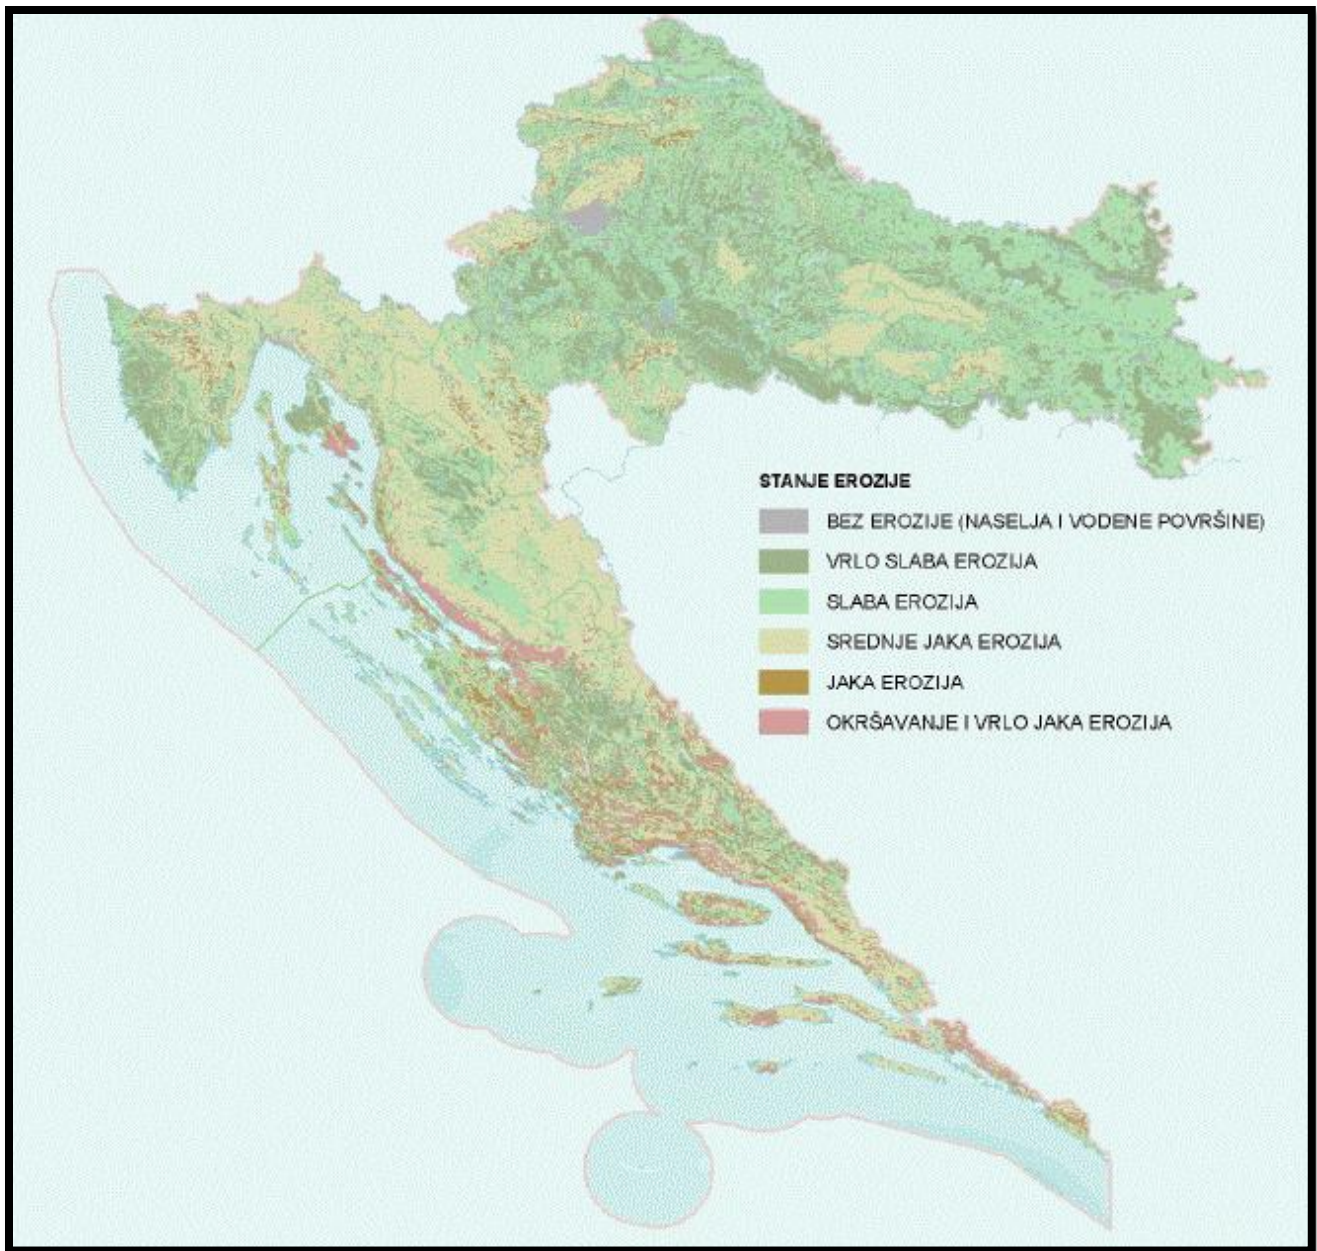 STANJE EROZIJE
BEZ EROZIJE (NASELJA I VODENE POVRŠINE)
VRLO SLABA EROZIJA
SLABA EROZIJA
SREDNJE JAKA EROZIJA
JAKA EROZIJA
OKRŠAVANJE I VRLO JAKA EROZIJA